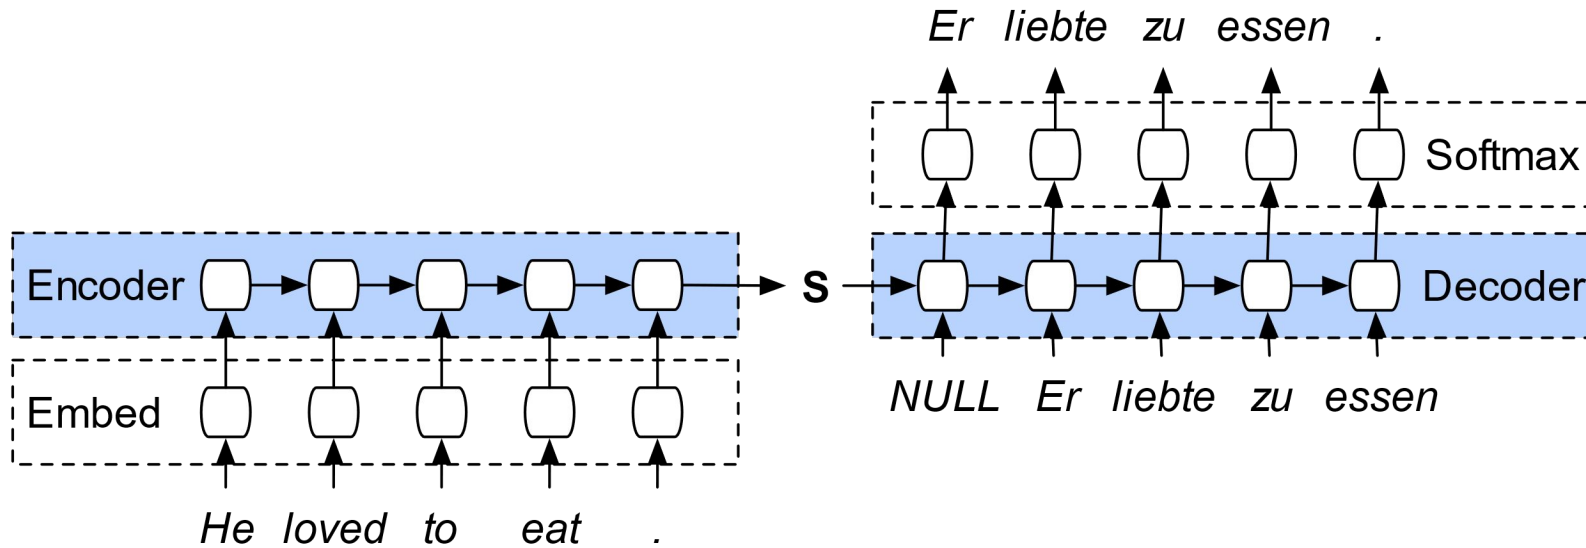 Er liebte zu essen .
Softmax
Encoder
S
Decoder
Embed
NULL Er liebte zu essen
He loved to eat .